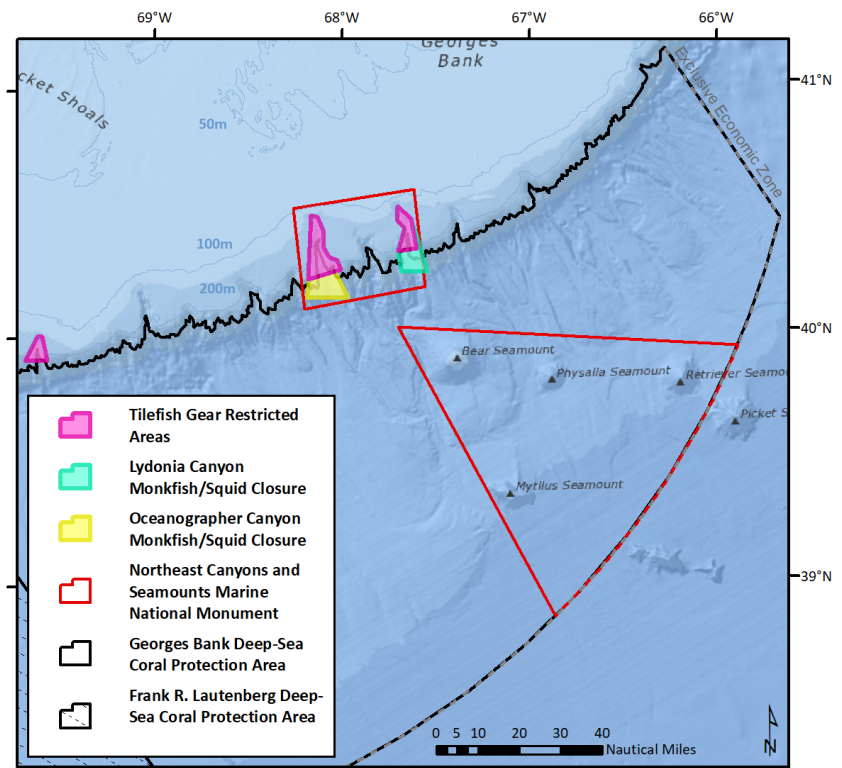 69°W 68°W 67°W 66°W
Georges
Bank
cket Shoals
Exclusive Economic Zone
41°N
50m
100m
200m
40°N
Bear Seamount
Physalia Seamount
Retriever Seamo
Picket S
Mytilus Seamount
39°N
Tilefish Gear Restricted
Areas
Lydonia Canyon
Monkfish/Squid Closure
Oceanographer Canyon
Monkfish/Squid Closure
Northeast Canyons and
Seamounts Marine
National Monument
Georges Bank Deep-Sea
Coral Protection Area
Frank R. Lautenberg Deep-
Sea Coral Protection Area
0 5 10 20 30 40
Nautical Miles
N